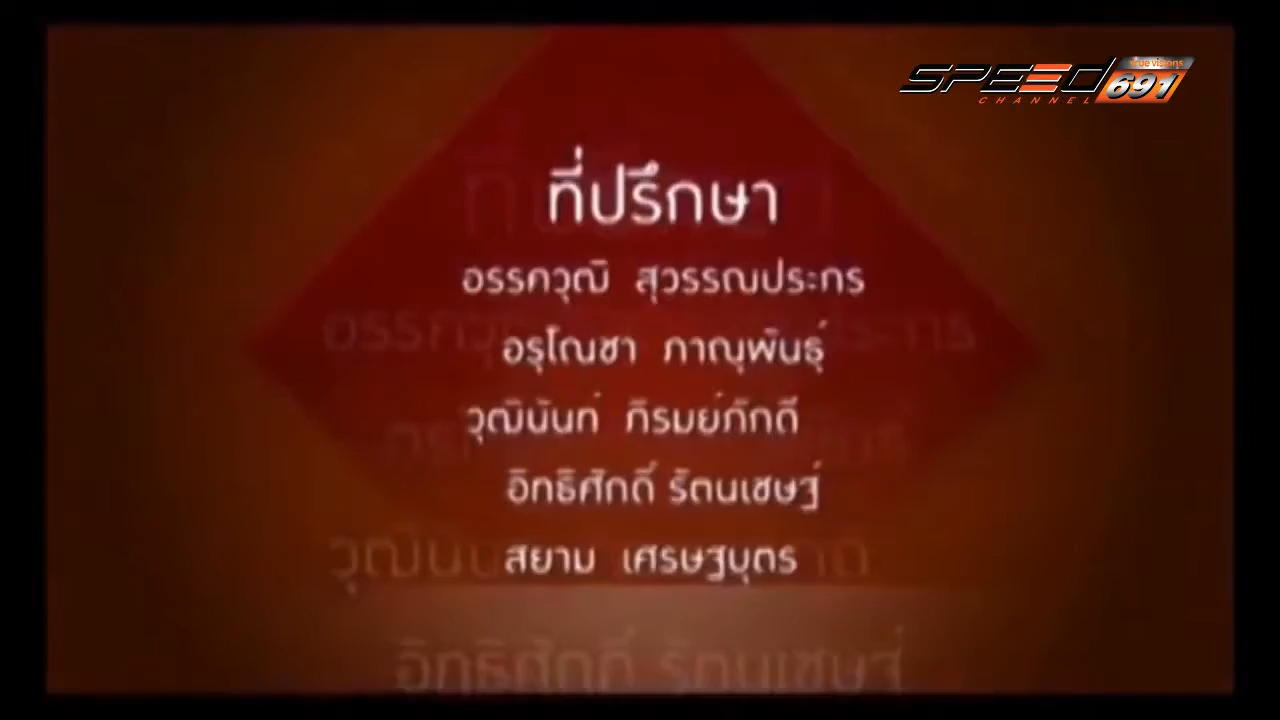 true visions
SPEED 691
CHANNEL
ที่ปรึกษา
อรรควุฒิ สุวรรณประกร
อรุโณชา ภาณุพันธุ์
วุฒินันท์ ภิรมย์ภักดี
อิทธิศักดิ์ รัตนเชษฐ์
สยาม เศรษฐบุตร